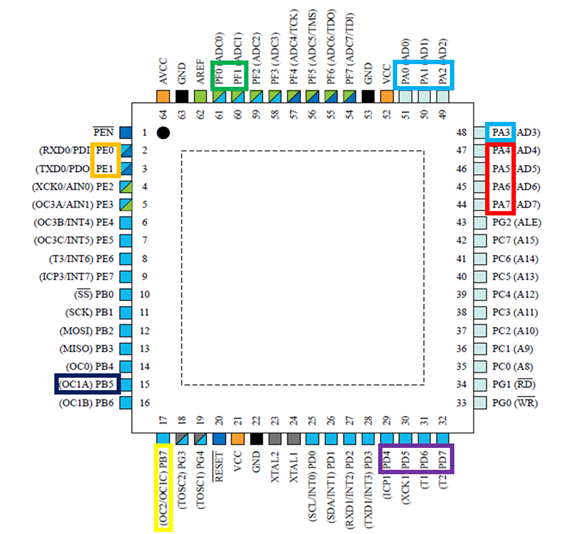 AVCC
GND
AREF
PF0 (ADC0)
PF1 (ADC1)
PF2 (ADC2)
PF3 (ADC3)
PF4 (ADC4/TCK)
PF5 (ADC5/TMS)
PF6 (ADC6/TDO)
PF7 (ADC7/TDI)
GND
VCC
PA0 (AD0)
PA1 (AD1)
PA2 (AD2)
64 63 62 61 60 59 58 57 56 55 54 53 52 51 50 49
PEN 1
(RXD0/PDI) PE0 2
(TXD0/PDO) PE1 3
(XCK0/AIN0) PE2 4
(OC3A/AIN1) PE3 5
(OC3B/INT4) PE4 6
(OC3C/INT5) PE5 7
(T3/INT6) PE6 8
(ICP3/INT7) PE7 9
(SS) PB0 10
(SCK) PB1 11
(MOSI) PB2 12
(MISO) PB3 13
(OC0) PB4 14
(OC1A) PB5 15
(OC1B) PB6 16
48 PA3 (AD3)
47 PA4 (AD4)
46 PA5 (AD5)
45 PA6 (AD6)
44 PA7 (AD7)
43 PG2 (ALE)
42 PC7 (A15)
41 PC6 (A14)
40 PC5 (A13)
39 PC4 (A12)
38 PC3 (A11)
37 PC2 (A10)
36 PC1 (A9)
35 PC0 (A8)
34 PG1 (RD)
33 PG0 (WR)
17 18 19 20 21 22 23 24 25 26 27 28 29 30 31 32
(OC2/OC1C) PB7
(TOSC2) PG3
(TOSC1) PG4
RESET
VCC
GND
XTAL2
XTAL1
(SCL/INT0) PD0
(SDA/INT1) PD1
(RXD1/INT2) PD2
(TXD1/INT3) PD3
(ICP1) PD4
(XCK1) PD5
(T1) PD6
(T2) PD7